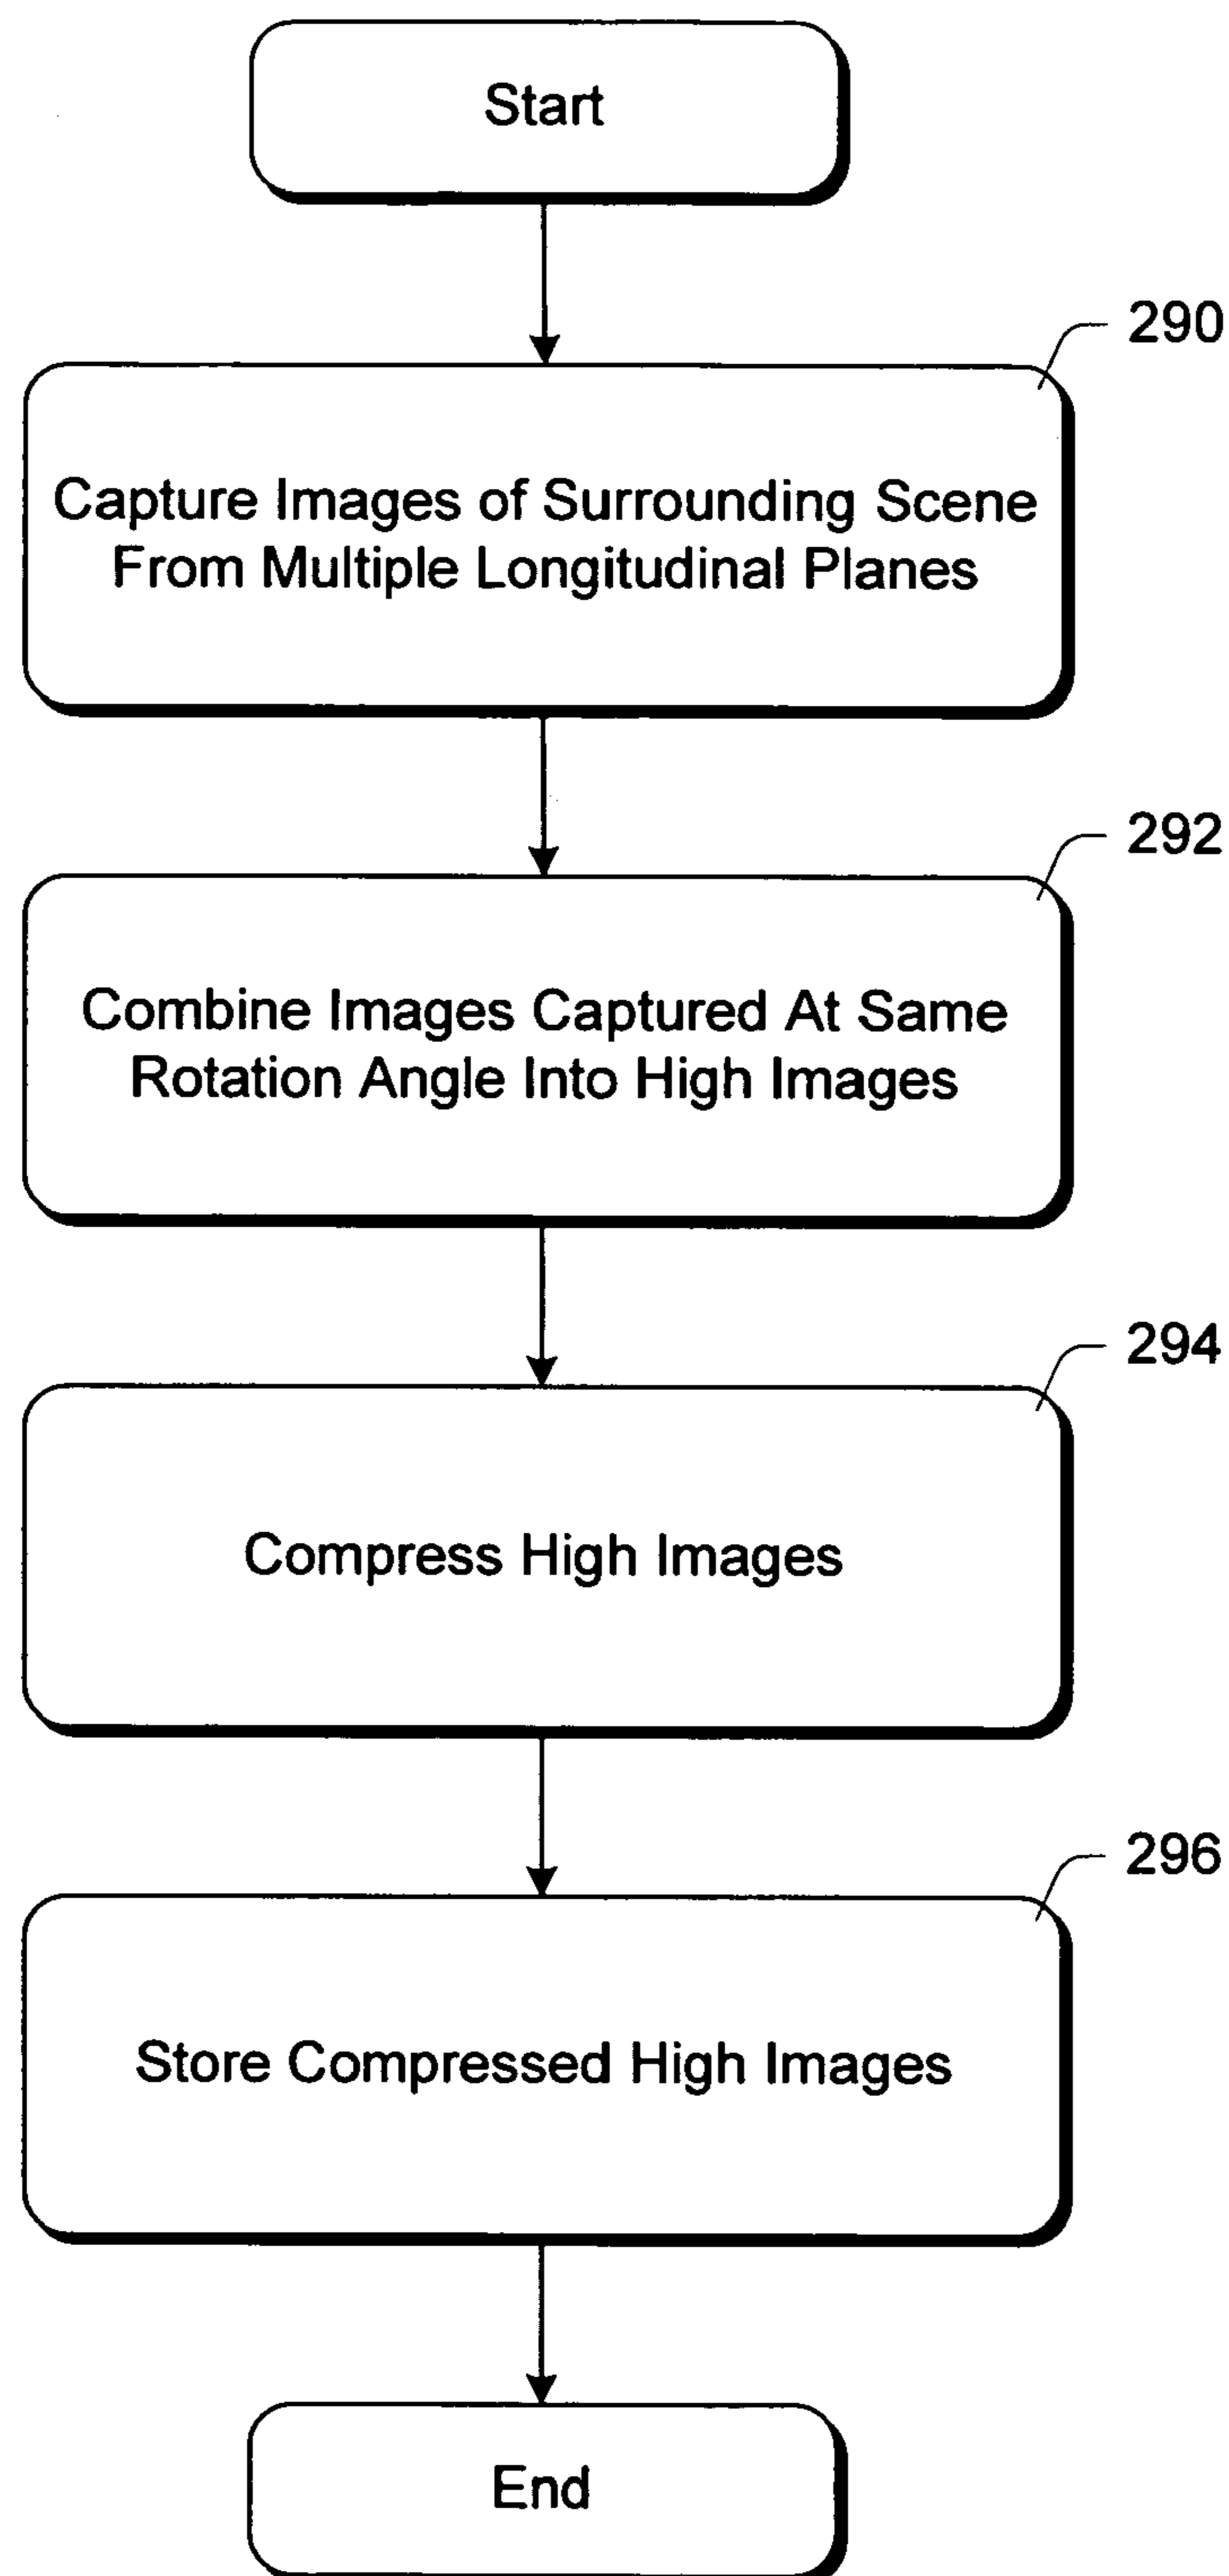 Start
290
Capture Images of Surrounding Scene
From Multiple Longitudinal Planes
292
Combine Images Captured At Same
Rotation Angle Into High Images
294
Compress High Images
296
Store Compressed High Images
End